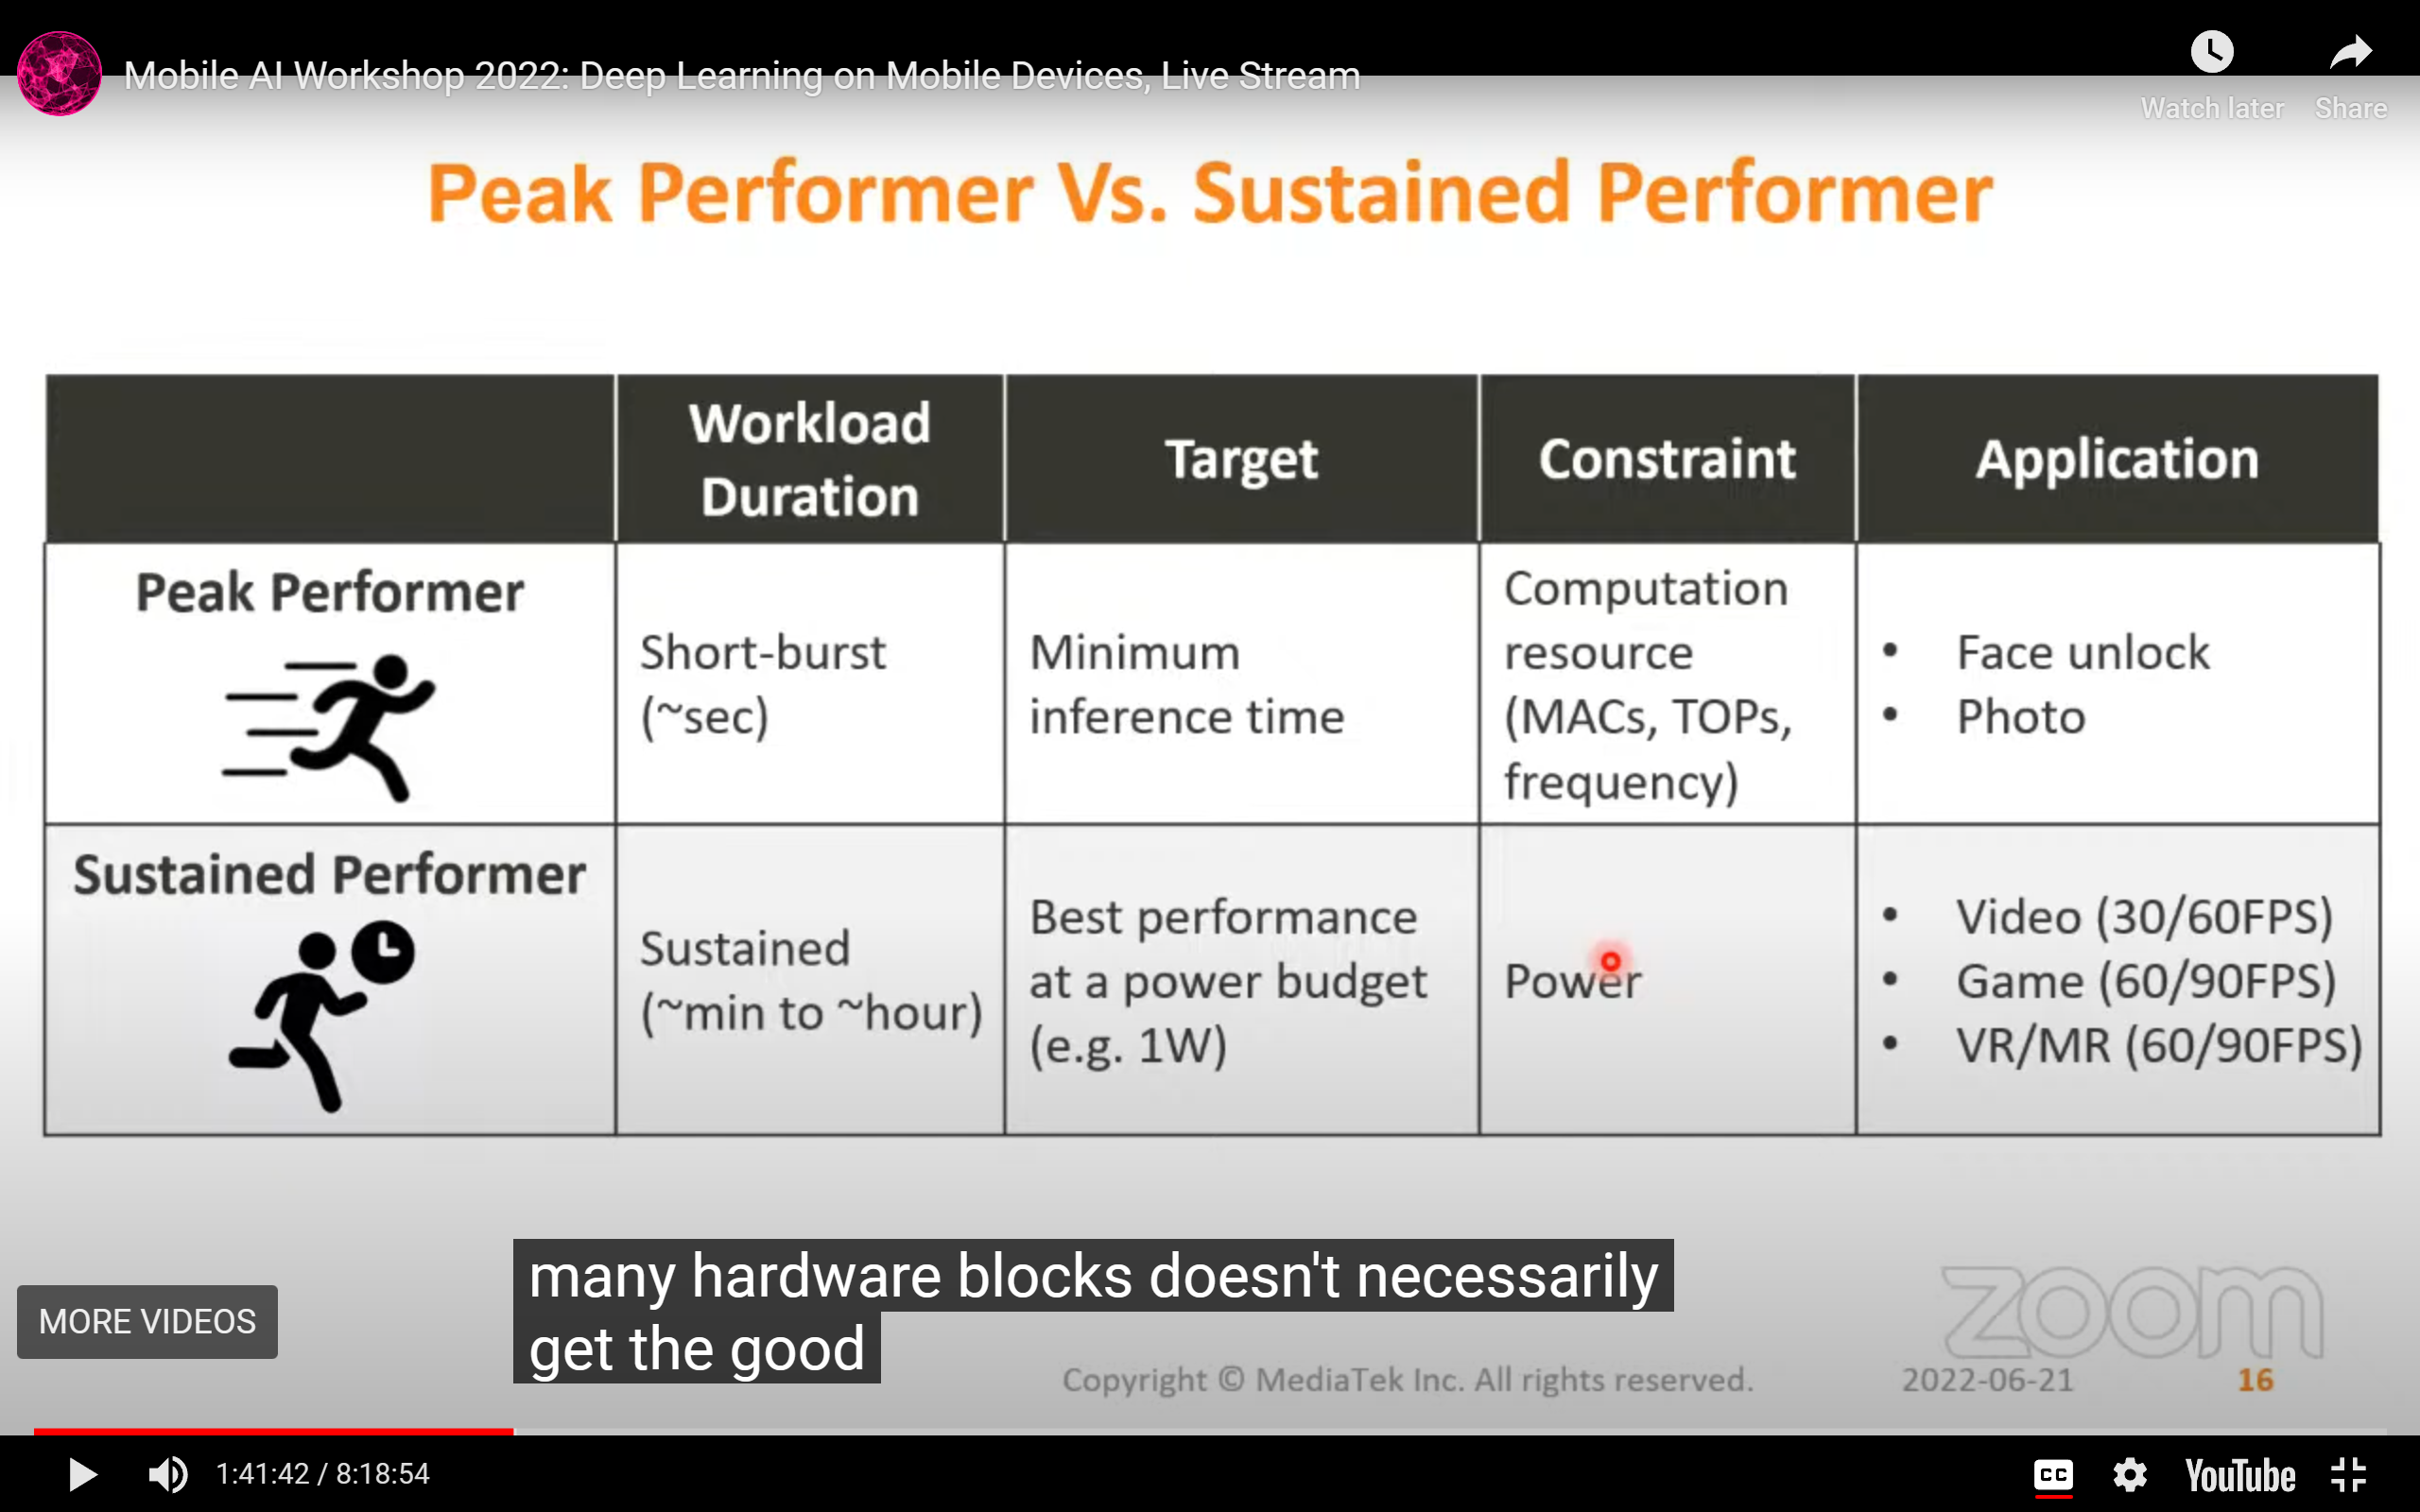 Mobile AI Workshop 2022: Deep Learning on Mobile Devices, Live Stream
Watch later
Share
Peak Performer Vs. Sustained Performer
Workload
Duration
Target
Constraint
Application
Peak Performer
Short-burst
(~sec)
Minimum
inference time
Computation
resource
(MACs, TOPs,
frequency)
• Face unlock
• Photo
Sustained Performer
Sustained
(~min to ~hour)
Best performance
at a power budget
(e.g. 1W)
Power
• Video (30/60FPS)
• Game (60/90FPS)
• VR/MR (60/90FPS)
many hardware blocks doesn't necessarily
get the good
MORE VIDEOS
zoom
Copyright © MediaTek Inc. All rights reserved.
2022-06-21
16
1:41:42 / 8:18:54
CC
YouTube